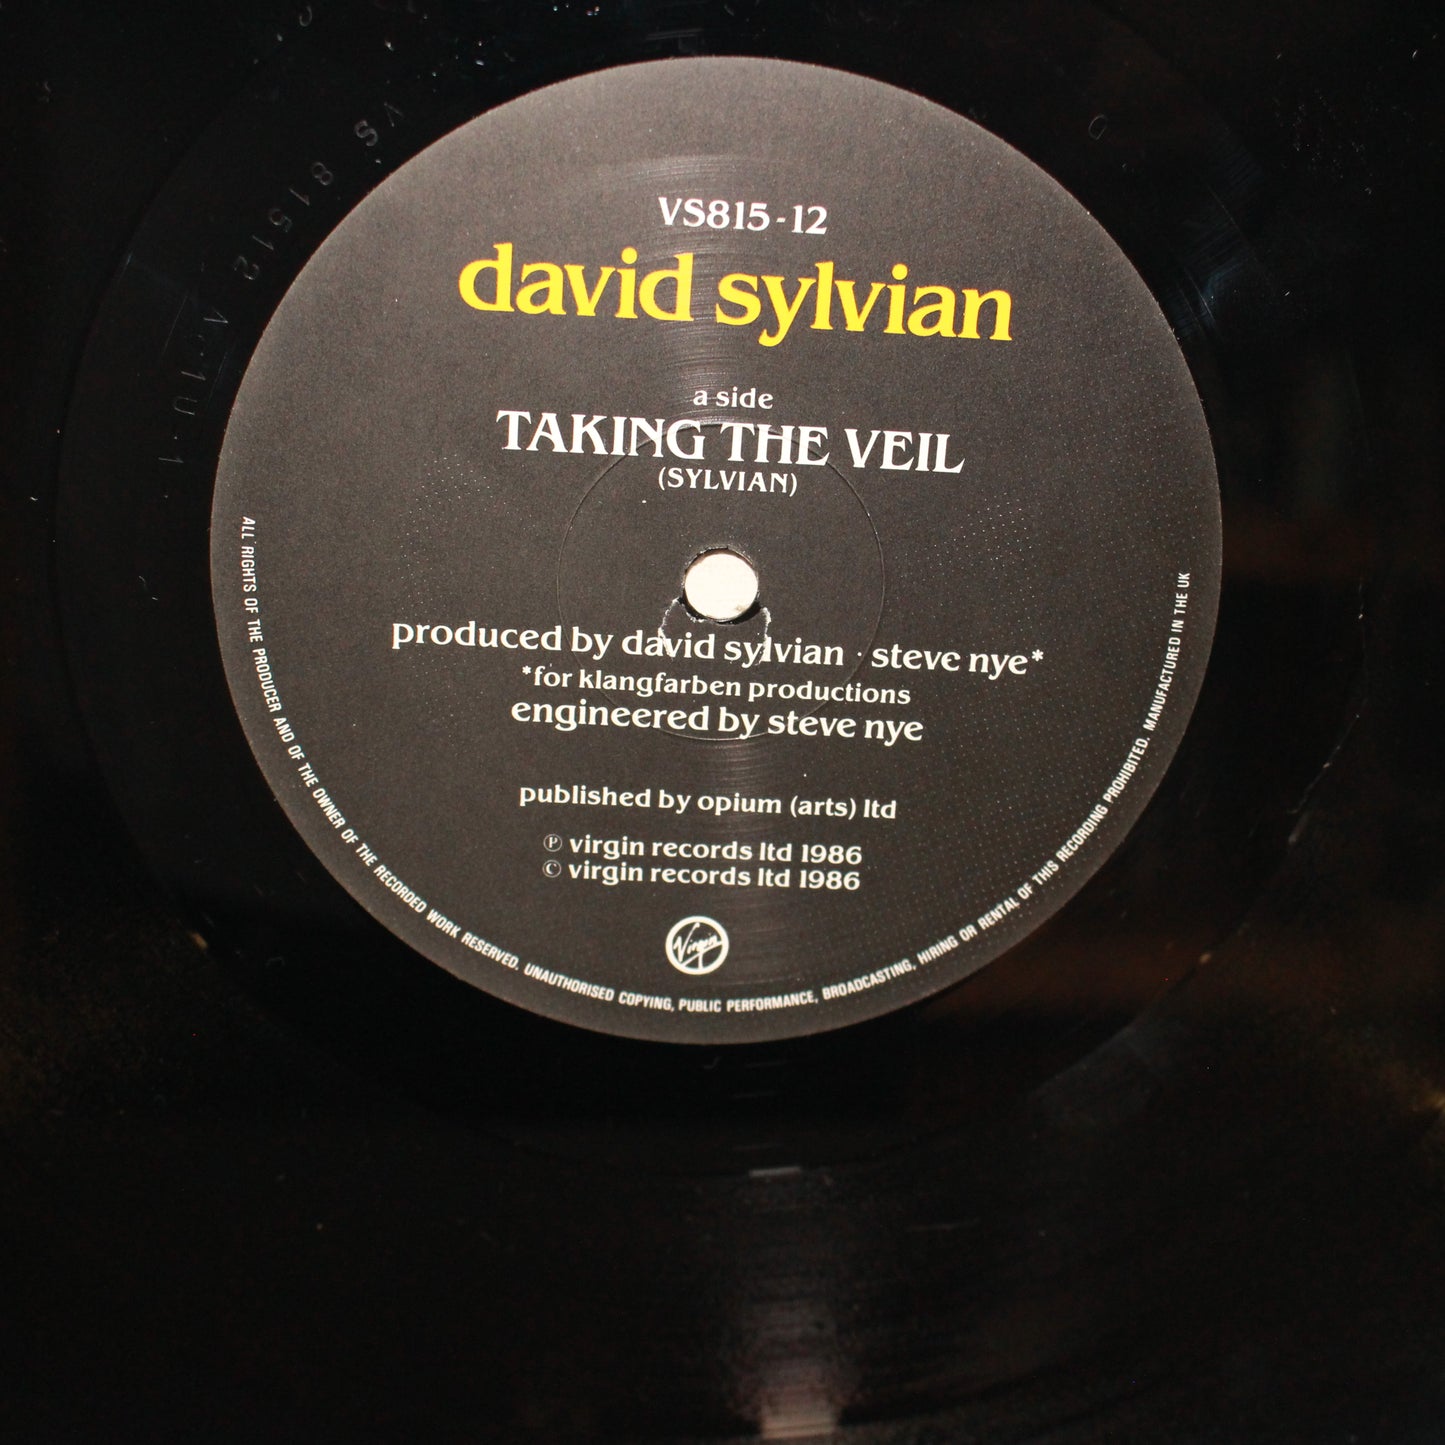 VS815-12
david sylvian
a side
TAKING THE VEIL
(SYLVIAN)
produced by david sylvian · steve nye*
*for klangfarben productions
engineered by steve nye
published by opium (arts) ltd
℗ virgin records ltd 1986
© virgin records ltd 1986
Virgin
ALL RIGHTS OF THE PRODUCER AND OF THE OWNER OF THE RECORDED WORK RESERVED. UNAUTHORISED COPYING, PUBLIC PERFORMANCE, BROADCASTING, HIRING OR RENTAL OF THIS RECORDING PROHIBITED. MANUFACTURED IN THE UK
VS 81512